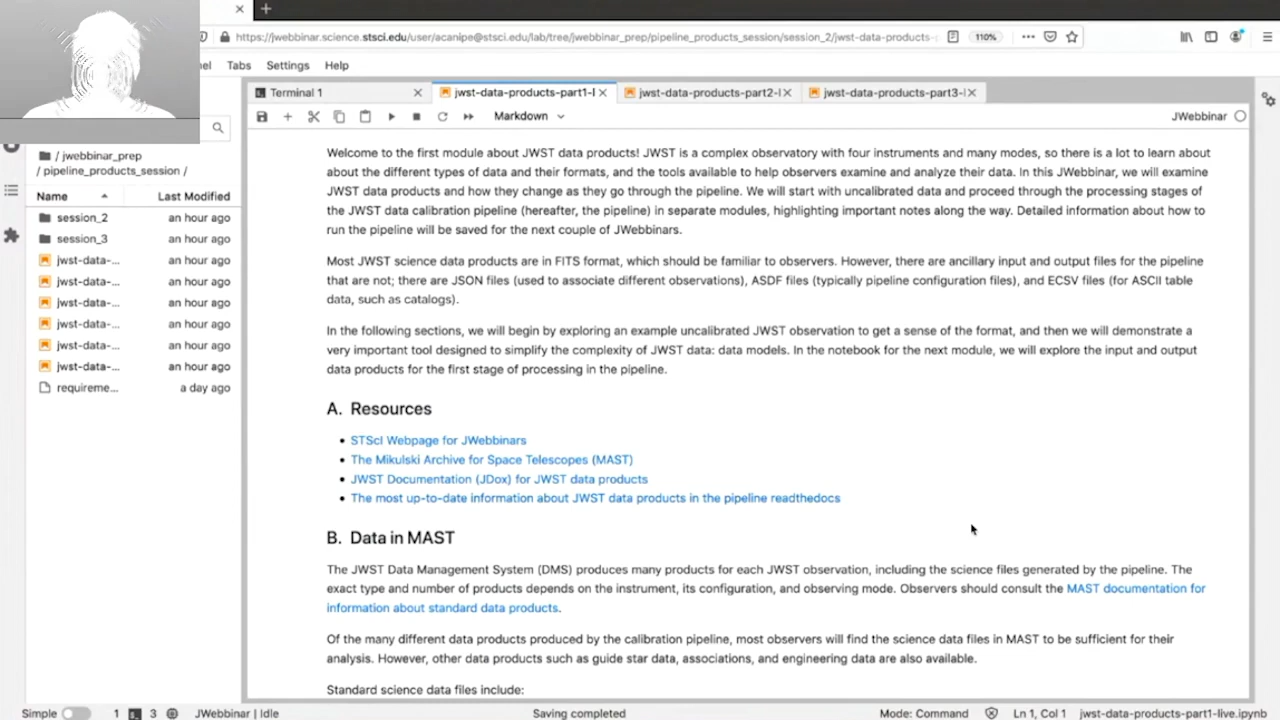 https://jwebbinar.science.stsci.edu/user/acanipe@stsci.edu/lab/tree/jwebbinar_prep/pipeline_products_session/session_2/jwst-data-products-
110%
Tabs Settings Help
Terminal 1
jwst-data-products-part1-l
jwst-data-products-part2-l
jwst-data-products-part3-l
Markdown
JWebbinar
/ jwebbinar_prep
/ pipeline_products_session /
Name Last Modified
session_2 an hour ago
session_3 an hour ago
jwst-data-... an hour ago
jwst-data-... an hour ago
jwst-data-... an hour ago
jwst-data-... an hour ago
jwst-data-... an hour ago
jwst-data-... an hour ago
requireme... a day ago
Welcome to the first module about JWST data products! JWST is a complex observatory with four instruments and many modes, so there is a lot to learn about
about the different types of data and their formats, and the tools available to help observers examine and analyze their data. In this JWebbinar, we will examine
JWST data products and how they change as they go through the pipeline. We will start with uncalibrated data and proceed through the processing stages of
the JWST data calibration pipeline (hereafter, the pipeline) in separate modules, highlighting important notes along the way. Detailed information about how to
run the pipeline will be saved for the next couple of JWebbinars.
Most JWST science data products are in FITS format, which should be familiar to observers. However, there are ancillary input and output files for the pipeline
that are not; there are JSON files (used to associate different observations), ASDF files (typically pipeline configuration files), and ECSV files (for ASCII table
data, such as catalogs).
In the following sections, we will begin by exploring an example uncalibrated JWST observation to get a sense of the format, and then we will demonstrate a
very important tool designed to simplify the complexity of JWST data: data models. In the notebook for the next module, we will explore the input and output
data products for the first stage of processing in the pipeline.
A. Resources
• STScI Webpage for JWebbinars
• The Mikulski Archive for Space Telescopes (MAST)
• JWST Documentation (JDox) for JWST data products
• The most up-to-date information about JWST data products in the pipeline readthedocs
B. Data in MAST
The JWST Data Management System (DMS) produces many products for each JWST observation, including the science files generated by the pipeline. The
exact type and number of products depends on the instrument, its configuration, and observing mode. Observers should consult the MAST documentation for
information about standard data products.
Of the many different data products produced by the calibration pipeline, most observers will find the science data files in MAST to be sufficient for their
analysis. However, other data products such as guide star data, associations, and engineering data are also available.
Standard science data files include:
Simple 1 3 JWebbinar | Idle Saving completed Mode: Command Ln 1, Col 1 jwst-data-products-part1-live.ipynb